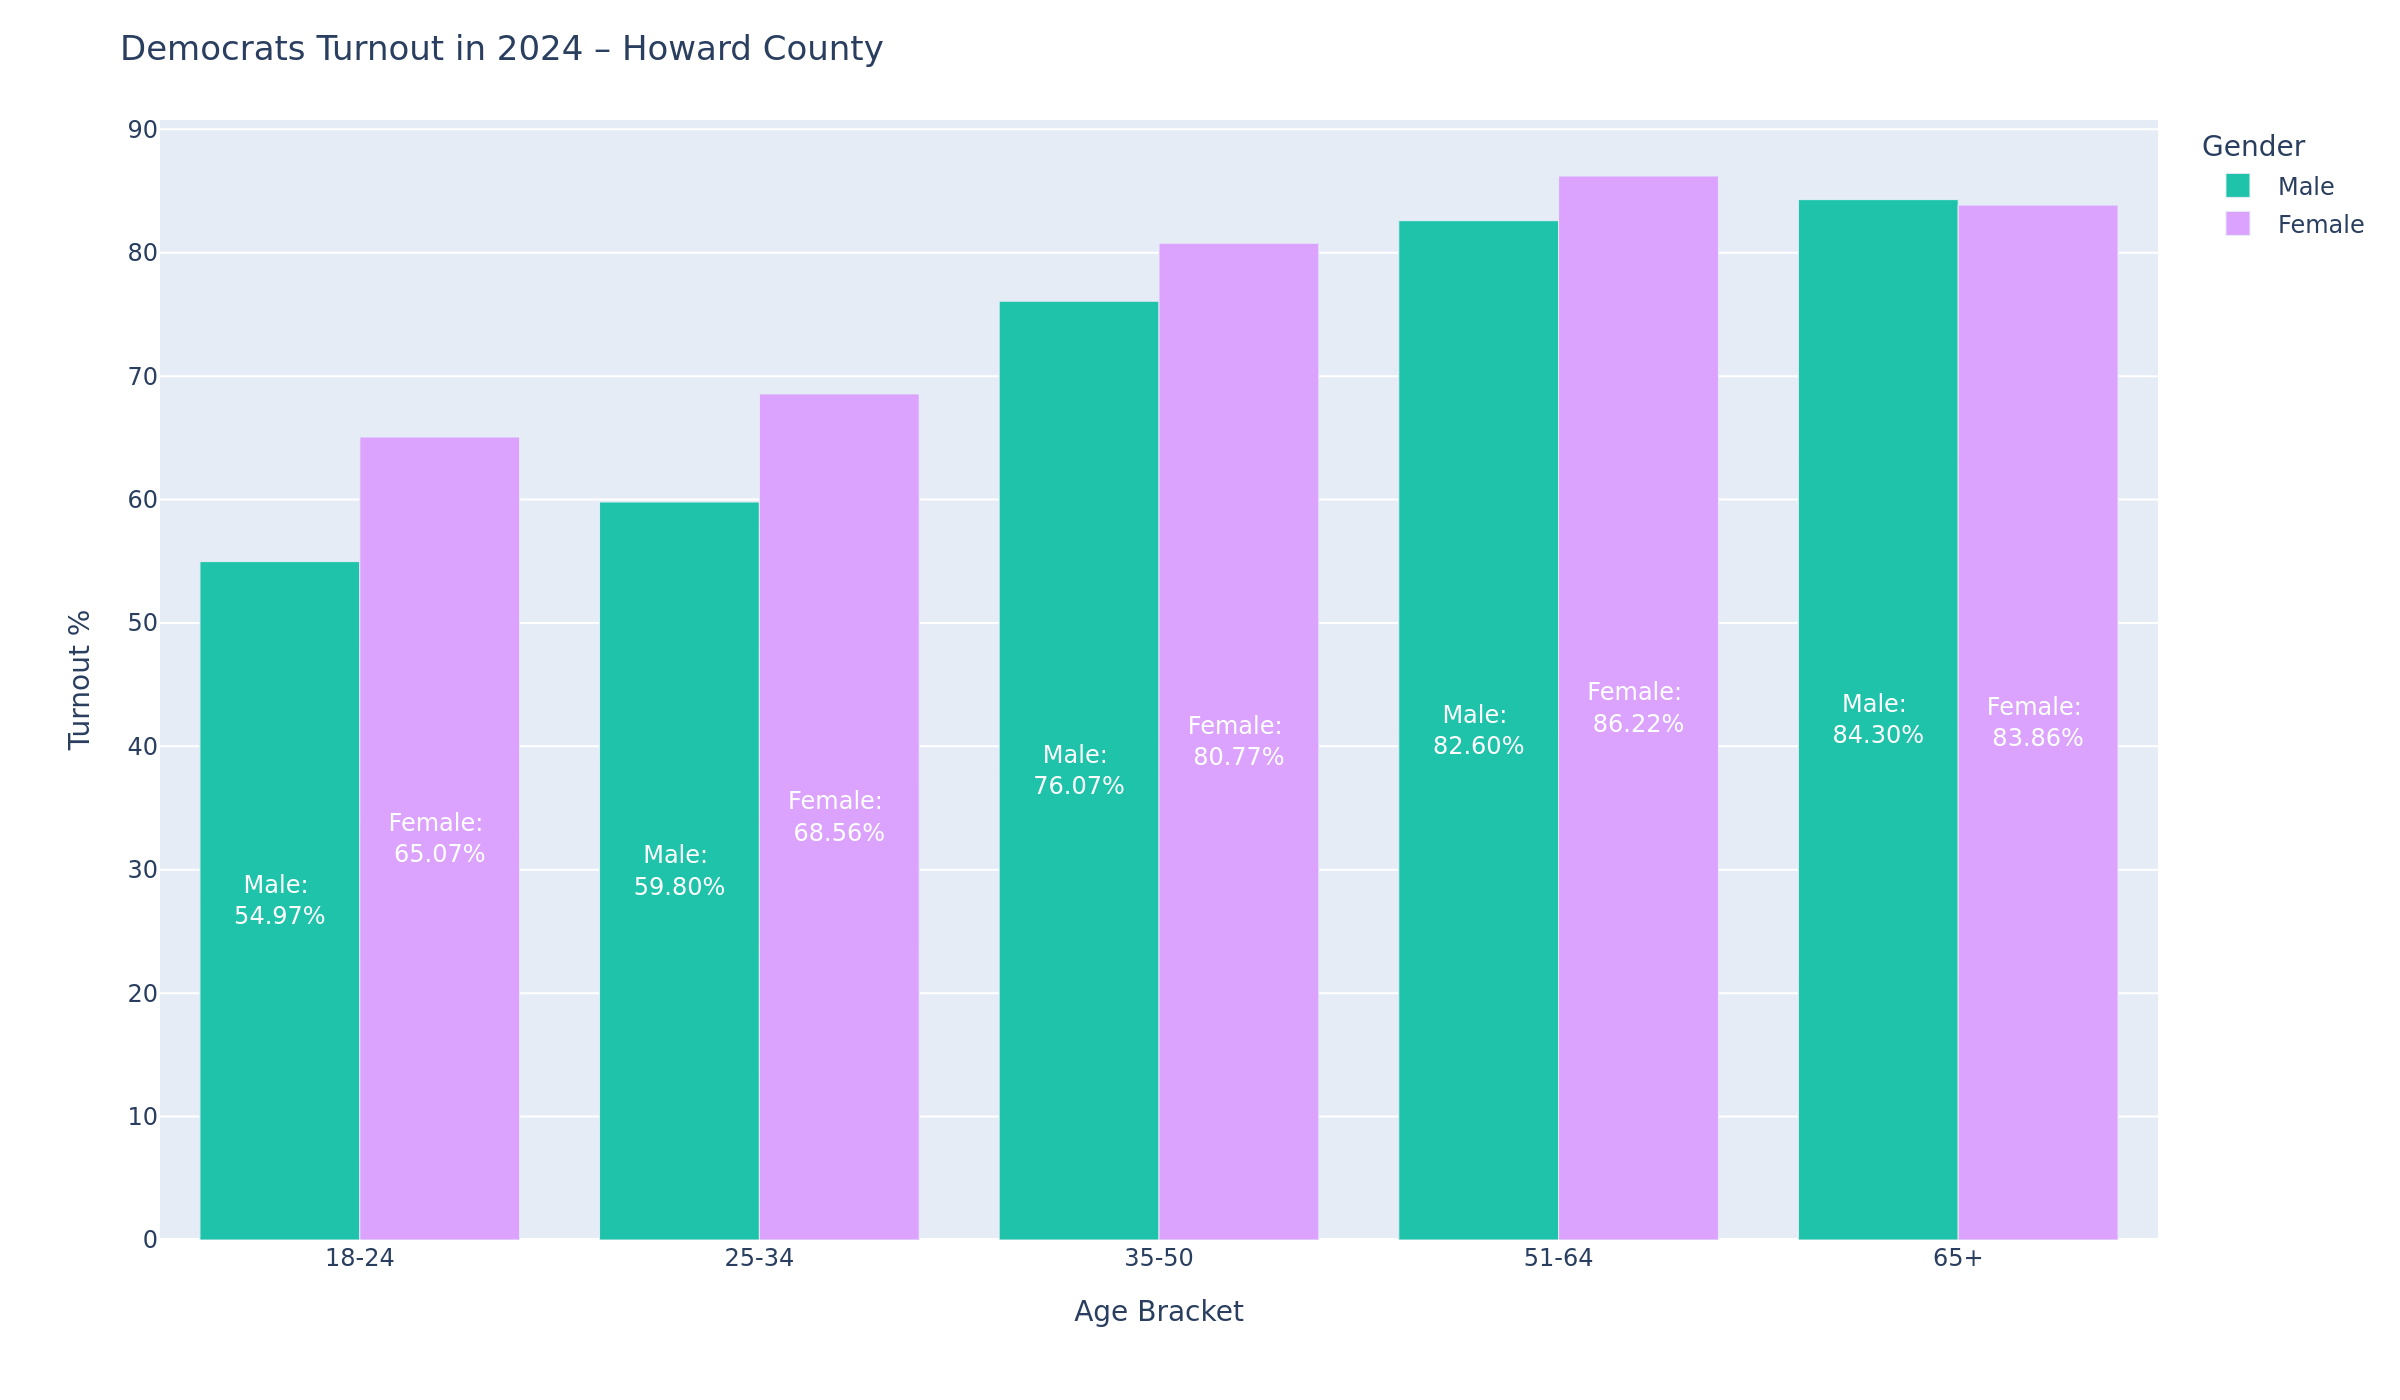 Democrats Turnout in 2024 – Howard County
Gender
Male
Female
Turnout %
90
80
70
60
50
40
30
20
10
0
Male:
54.97%
Female:
65.07%
Male:
59.80%
Female:
68.56%
Male:
76.07%
Female:
80.77%
Male:
82.60%
Female:
86.22%
Male:
84.30%
Female:
83.86%
18-24
25-34
35-50
51-64
65+
Age Bracket